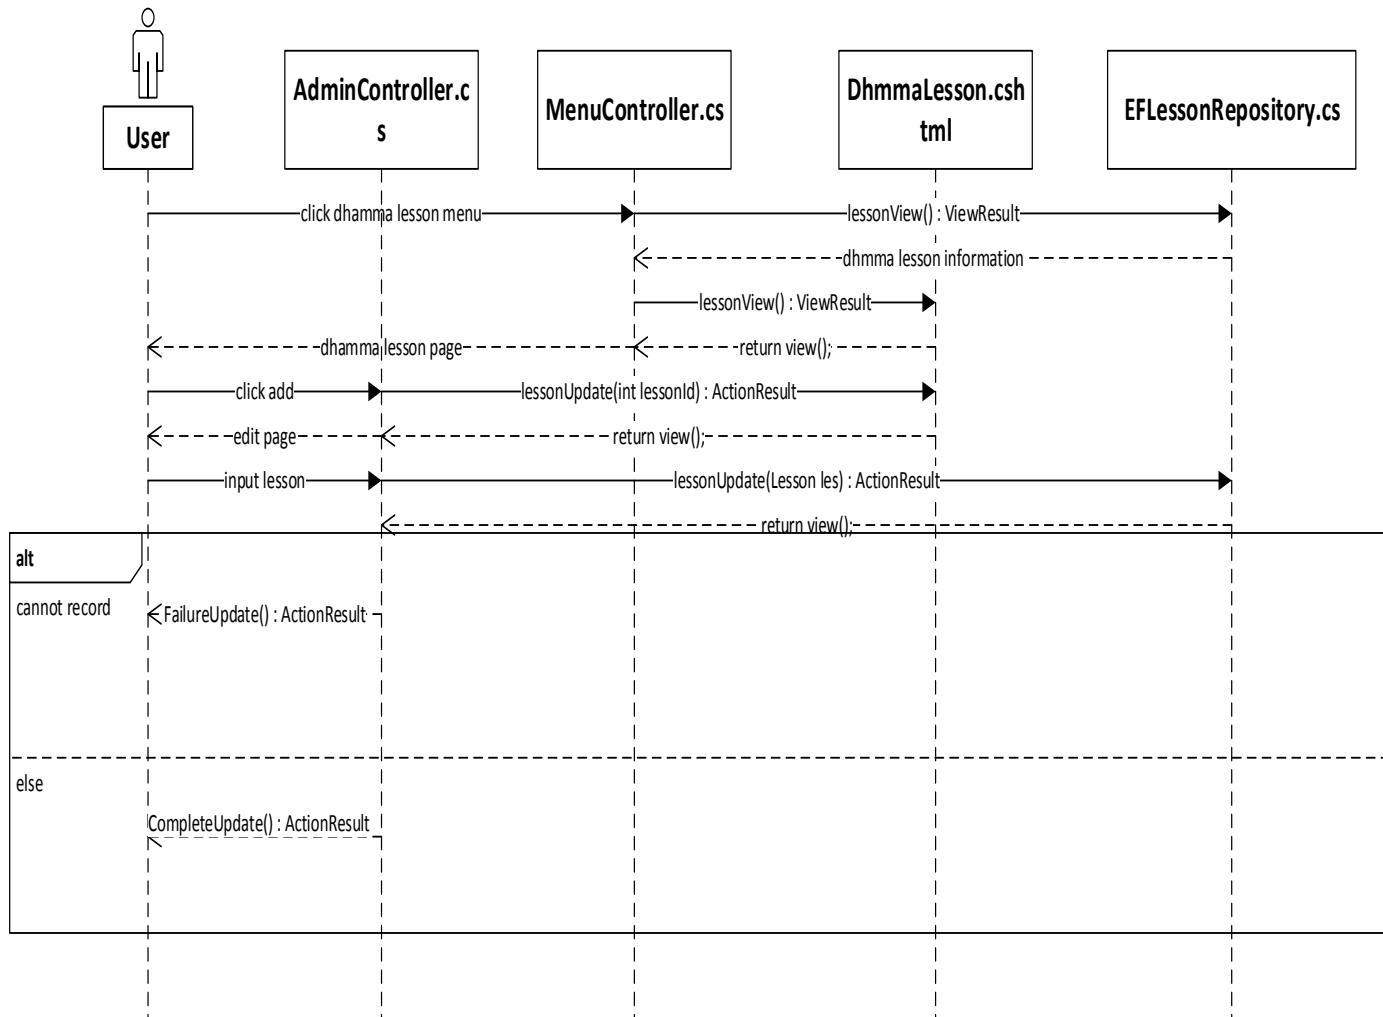 User
AdminController.c
s
MenuController.cs
DhmmaLesson.csh
tml
EFLessonRepository.cs
click dhamma lesson menu
lessonView() : ViewResult
dhmma lesson information
lessonView() : ViewResult
dhamma lesson page
return view();
click add
lessonUpdate(int lessonId) : ActionResult
edit page
return view();
input lesson
lessonUpdate(Lesson les) : ActionResult
return view();
alt
cannot record
FailureUpdate() : ActionResult
else
CompleteUpdate() : ActionResult